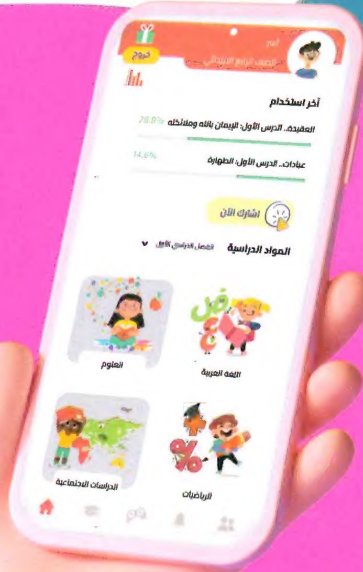 خروج
الصف الرابع الابتدائي
آخر استخدام
العقيدة.. الدرس الأول: الإيمان بالله وملائكته 20.0%
عبادات.. الدرس الأول: الطهارة 14.6%
اشترك الآن
المواد الدراسية الفصل الدراسي الأول
ض
ع
اللغة العربية
العلوم
%
الرياضيات
الدراسات الاجتماعية